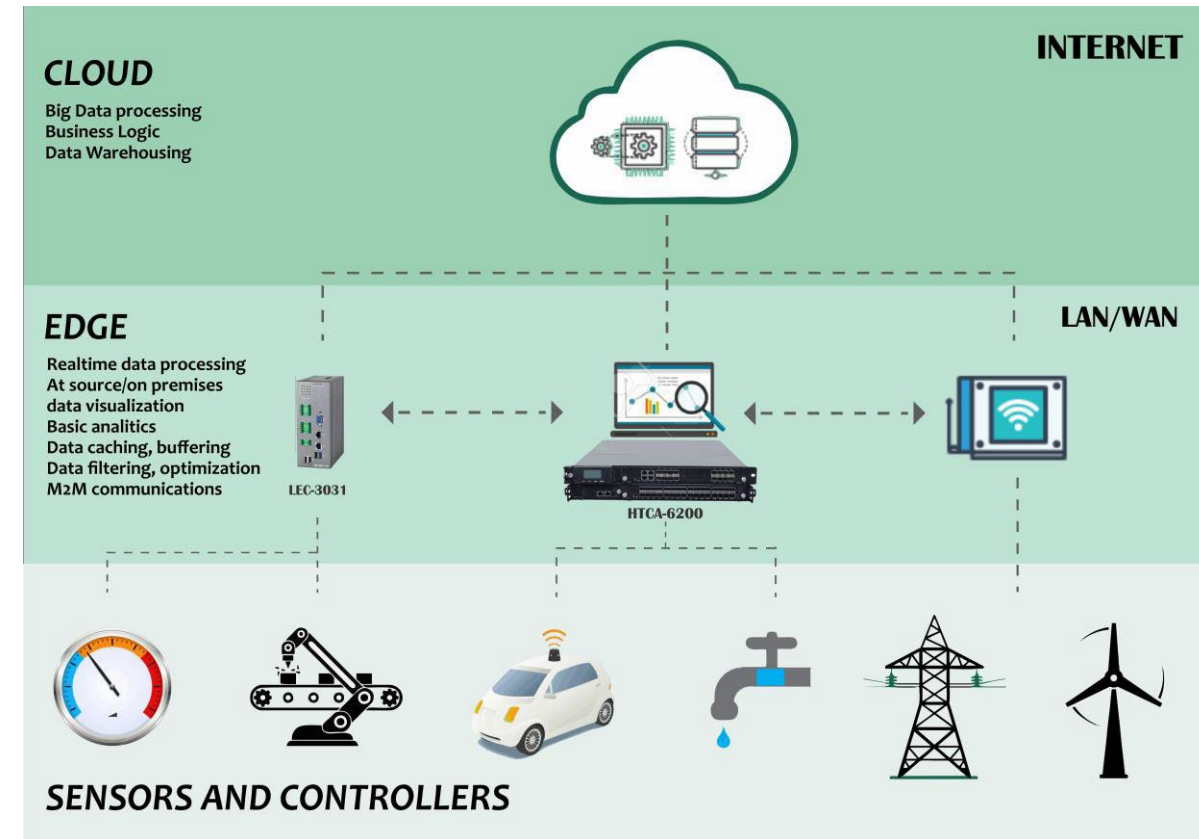 CLOUD
Big Data processing
Business Logic
Data Warehousing
INTERNET
EDGE
Realtime data processing
At source/on premises
data visualization
Basic analitics
Data caching, buffering
Data filtering, optimization
M2M communications
LAN/WAN
LEC-3031
HTCA-6200
SENSORS AND CONTROLLERS